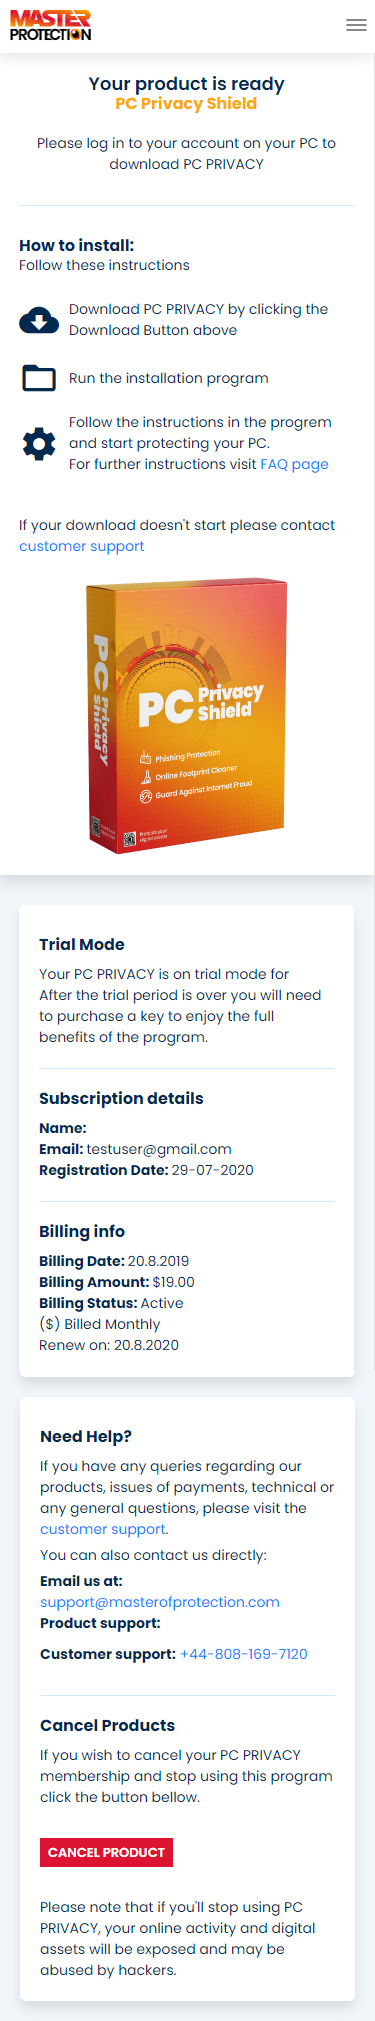 MASTER
PROTECTION
Your product is ready
PC Privacy Shield
Please log in to your account on your PC to
download PC PRIVACY
How to install:
Follow these instructions
Download PC PRIVACY by clicking the
Download Button above
Run the installation program
Follow the instructions in the progrem
and start protecting your PC.
For further instructions visit FAQ page
If your download doesn't start please contact
customer support
PC Privacy Shield
PC Privacy
Shield
Phishing Protection
Online Footprint Cleaner
Guard Against Internet Fraud
Trial Mode
Your PC PRIVACY is on trial mode for
After the trial period is over you will need
to purchase a key to enjoy the full
benefits of the program.
Subscription details
Name:
Email: testuser@gmail.com
Registration Date: 29-07-2020
Billing info
Billing Date: 20.8.2019
Billing Amount: $19.00
Billing Status: Active
($) Billed Monthly
Renew on: 20.8.2020
Need Help?
If you have any queries regarding our
products, issues of payments, technical or
any general questions, please visit the
customer support.
You can also contact us directly:
Email us at:
support@masterofprotection.com
Product support:
Customer support: +44-808-169-7120
Cancel Products
If you wish to cancel your PC PRIVACY
membership and stop using this program
click the button bellow.
CANCEL PRODUCT
Please note that if you'll stop using PC
PRIVACY, your online activity and digital
assets will be exposed and may be
abused by hackers.